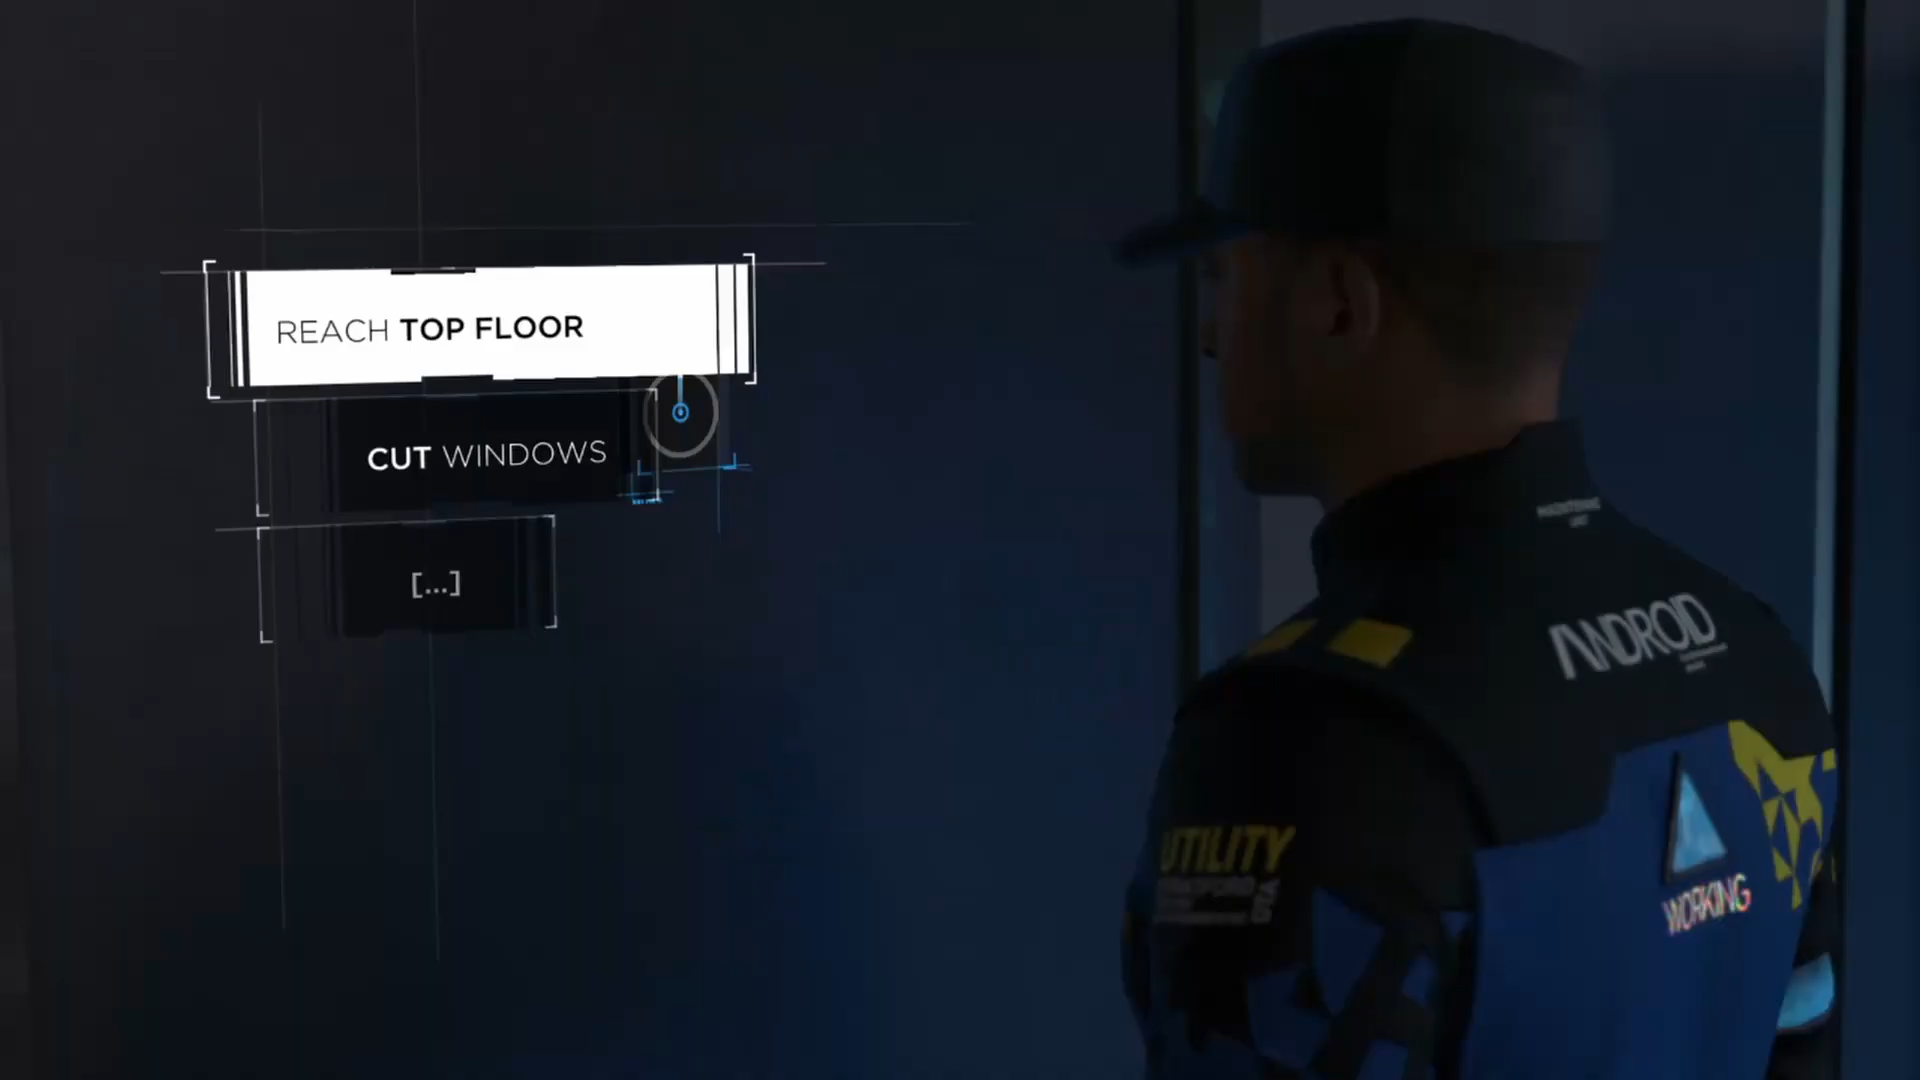 REACH TOP FLOOR
CUT WINDOWS
[...]
ANDROID
UTILITY
WORKING